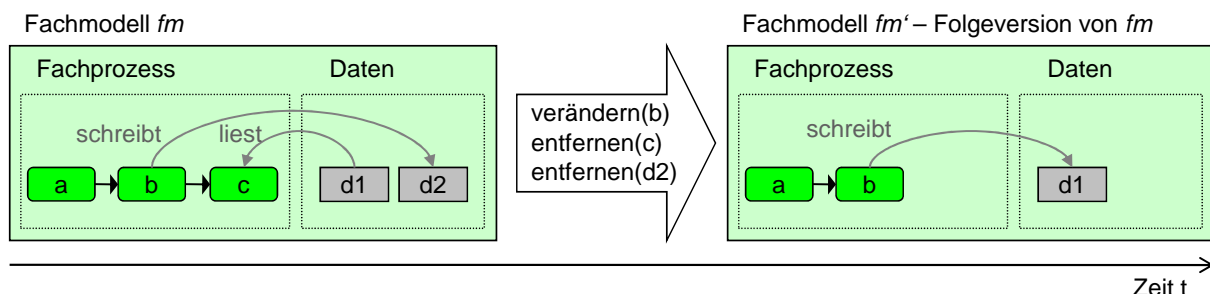 Fachmodell fm
Fachmodell fm‘ – Folgeversion von fm
Fachprozess
Daten
schreibt
liest
a
b
c
d1
d2
verändern(b)
entfernen(c)
entfernen(d2)
Fachprozess
Daten
schreibt
a
b
d1
Zeit t